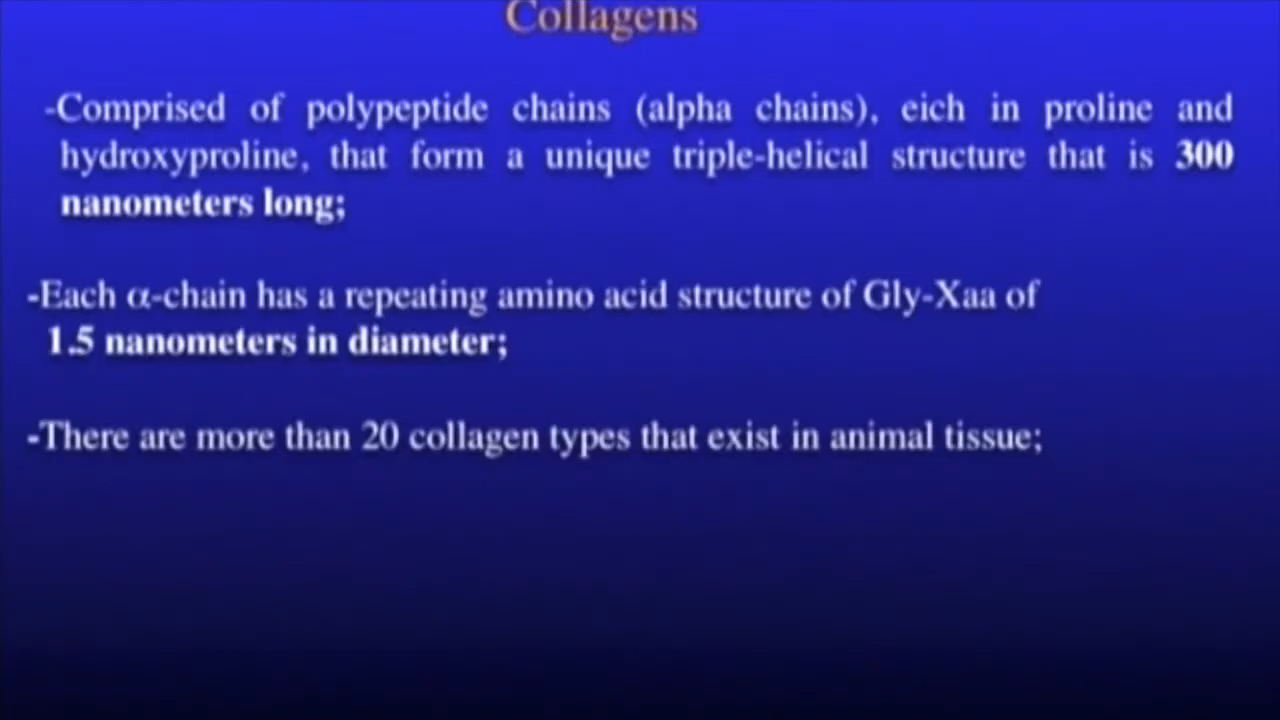 Collagens
-Comprised of polypeptide chains (alpha chains), eich in proline and
hydroxyproline, that form a unique triple-helical structure that is 300
nanometers long;
-Each α-chain has a repeating amino acid structure of Gly-Xaa of
1.5 nanometers in diameter;
-There are more than 20 collagen types that exist in animal tissue;